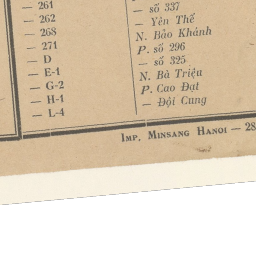 — 261
— 262
— 268
— 271
— D
— E-1
— G-2
— H-1
— L-4
— số 337
— Yên Thế
N. Bảo Khánh
P. số 296
— số 325
N. Bà Triệu
P. Cao Đạt
— Đội Cung
IMP. MINSANG HANOI — 28